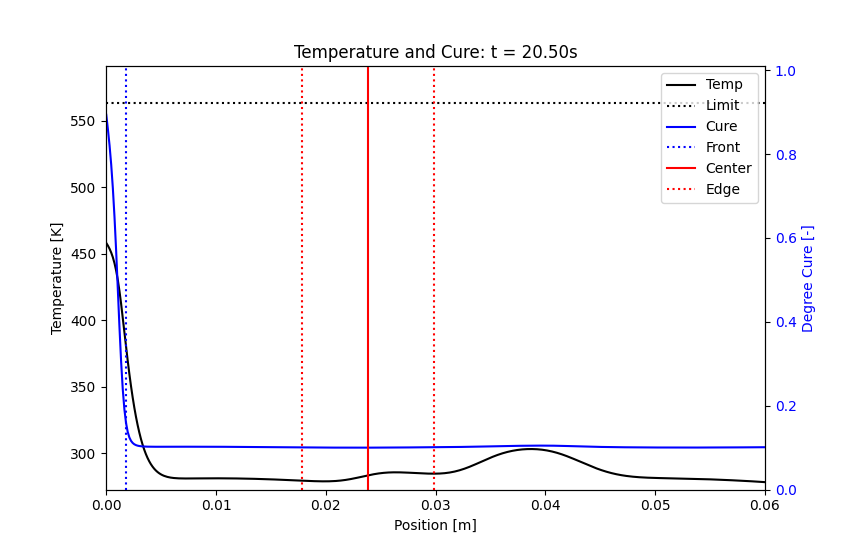 Temperature and Cure: t = 20.50s
Temp
Limit
Cure
Front
Center
Edge
Temperature [K]
550
500
450
400
350
300
Degree Cure [-]
1.0
0.8
0.6
0.4
0.2
0.0
0.00 0.01 0.02 0.03 0.04 0.05 0.06
Position [m]